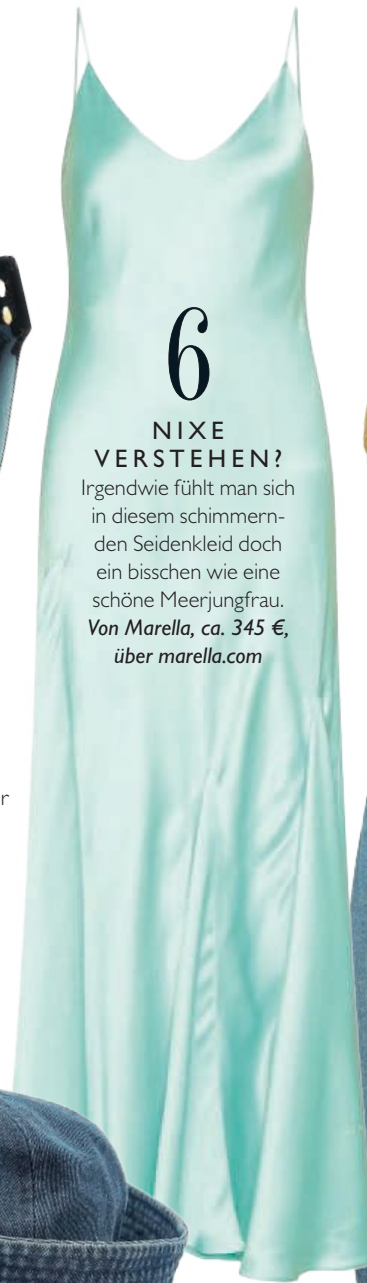 6
NIXE
VERSTEHEN?
Irgendwie fühlt man sich
in diesem schimmern-
den Seidenkleid doch
ein bisschen wie eine
schöne Meerjungfrau.
Von Marella, ca. 345 €,
über marella.com
r